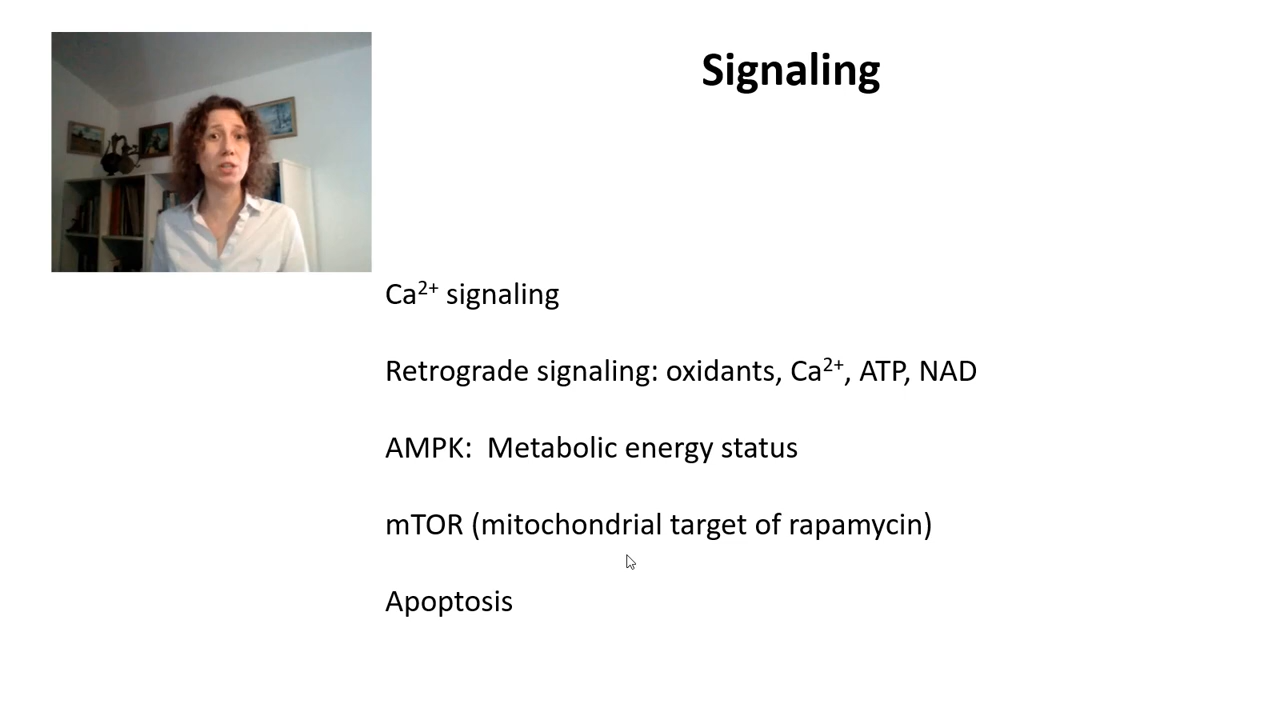 Signaling
Ca²⁺ signaling
Retrograde signaling: oxidants, Ca²⁺, ATP, NAD
AMPK:  Metabolic energy status
mTOR (mitochondrial target of rapamycin)
Apoptosis